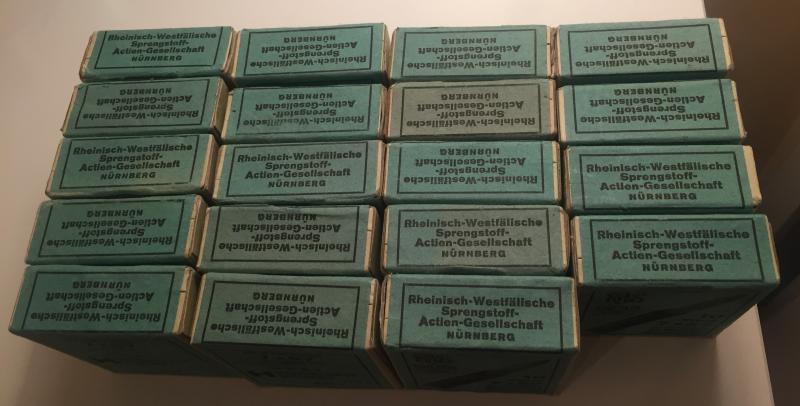 Rheinisch-Westfälische
Sprengstoff-
Actien-Gesellschaft
NÜRNBERG
Rheinisch-Westfälische
Sprengstoff-
Actien-Gesellschaft
NÜRNBERG
Rheinisch-Westfälische
Sprengstoff-
Actien-Gesellschaft
NÜRNBERG
Rheinisch-Westfälische
Sprengstoff-
Actien-Gesellschaft
NÜRNBERG
Rheinisch-Westfälische
Sprengstoff-
Actien-Gesellschaft
NÜRNBERG
Rheinisch-Westfälische
Sprengstoff-
Actien-Gesellschaft
NÜRNBERG
Rheinisch-Westfälische
Sprengstoff-
Actien-Gesellschaft
NÜRNBERG
Rheinisch-Westfälische
Sprengstoff-
Actien-Gesellschaft
NÜRNBERG
Rheinisch-Westfälische
Sprengstoff-
Actien-Gesellschaft
NÜRNBERG
Rheinisch-Westfälische
Sprengstoff-
Actien-Gesellschaft
NÜRNBERG
Rheinisch-Westfälische
Sprengstoff-
Actien-Gesellschaft
NÜRNBERG
Rheinisch-Westfälische
Sprengstoff-
Actien-Gesellschaft
NÜRNBERG
Rheinisch-Westfälische
Sprengstoff-
Actien-Gesellschaft
NÜRNBERG
Rheinisch-Westfälische
Sprengstoff-
Actien-Gesellschaft
NÜRNBERG
Rheinisch-Westfälische
Sprengstoff-
Actien-Gesellschaft
NÜRNBERG
Rheinisch-Westfälische
Sprengstoff-
Actien-Gesellschaft
NÜRNBERG
Rheinisch-Westfälische
Sprengstoff-
Actien-Gesellschaft
NÜRNBERG
Rheinisch-Westfälische
Sprengstoff-
Actien-Gesellschaft
NÜRNBERG
Rheinisch-Westfälische
Sprengstoff-
Actien-Gesellschaft
NÜRNBERG